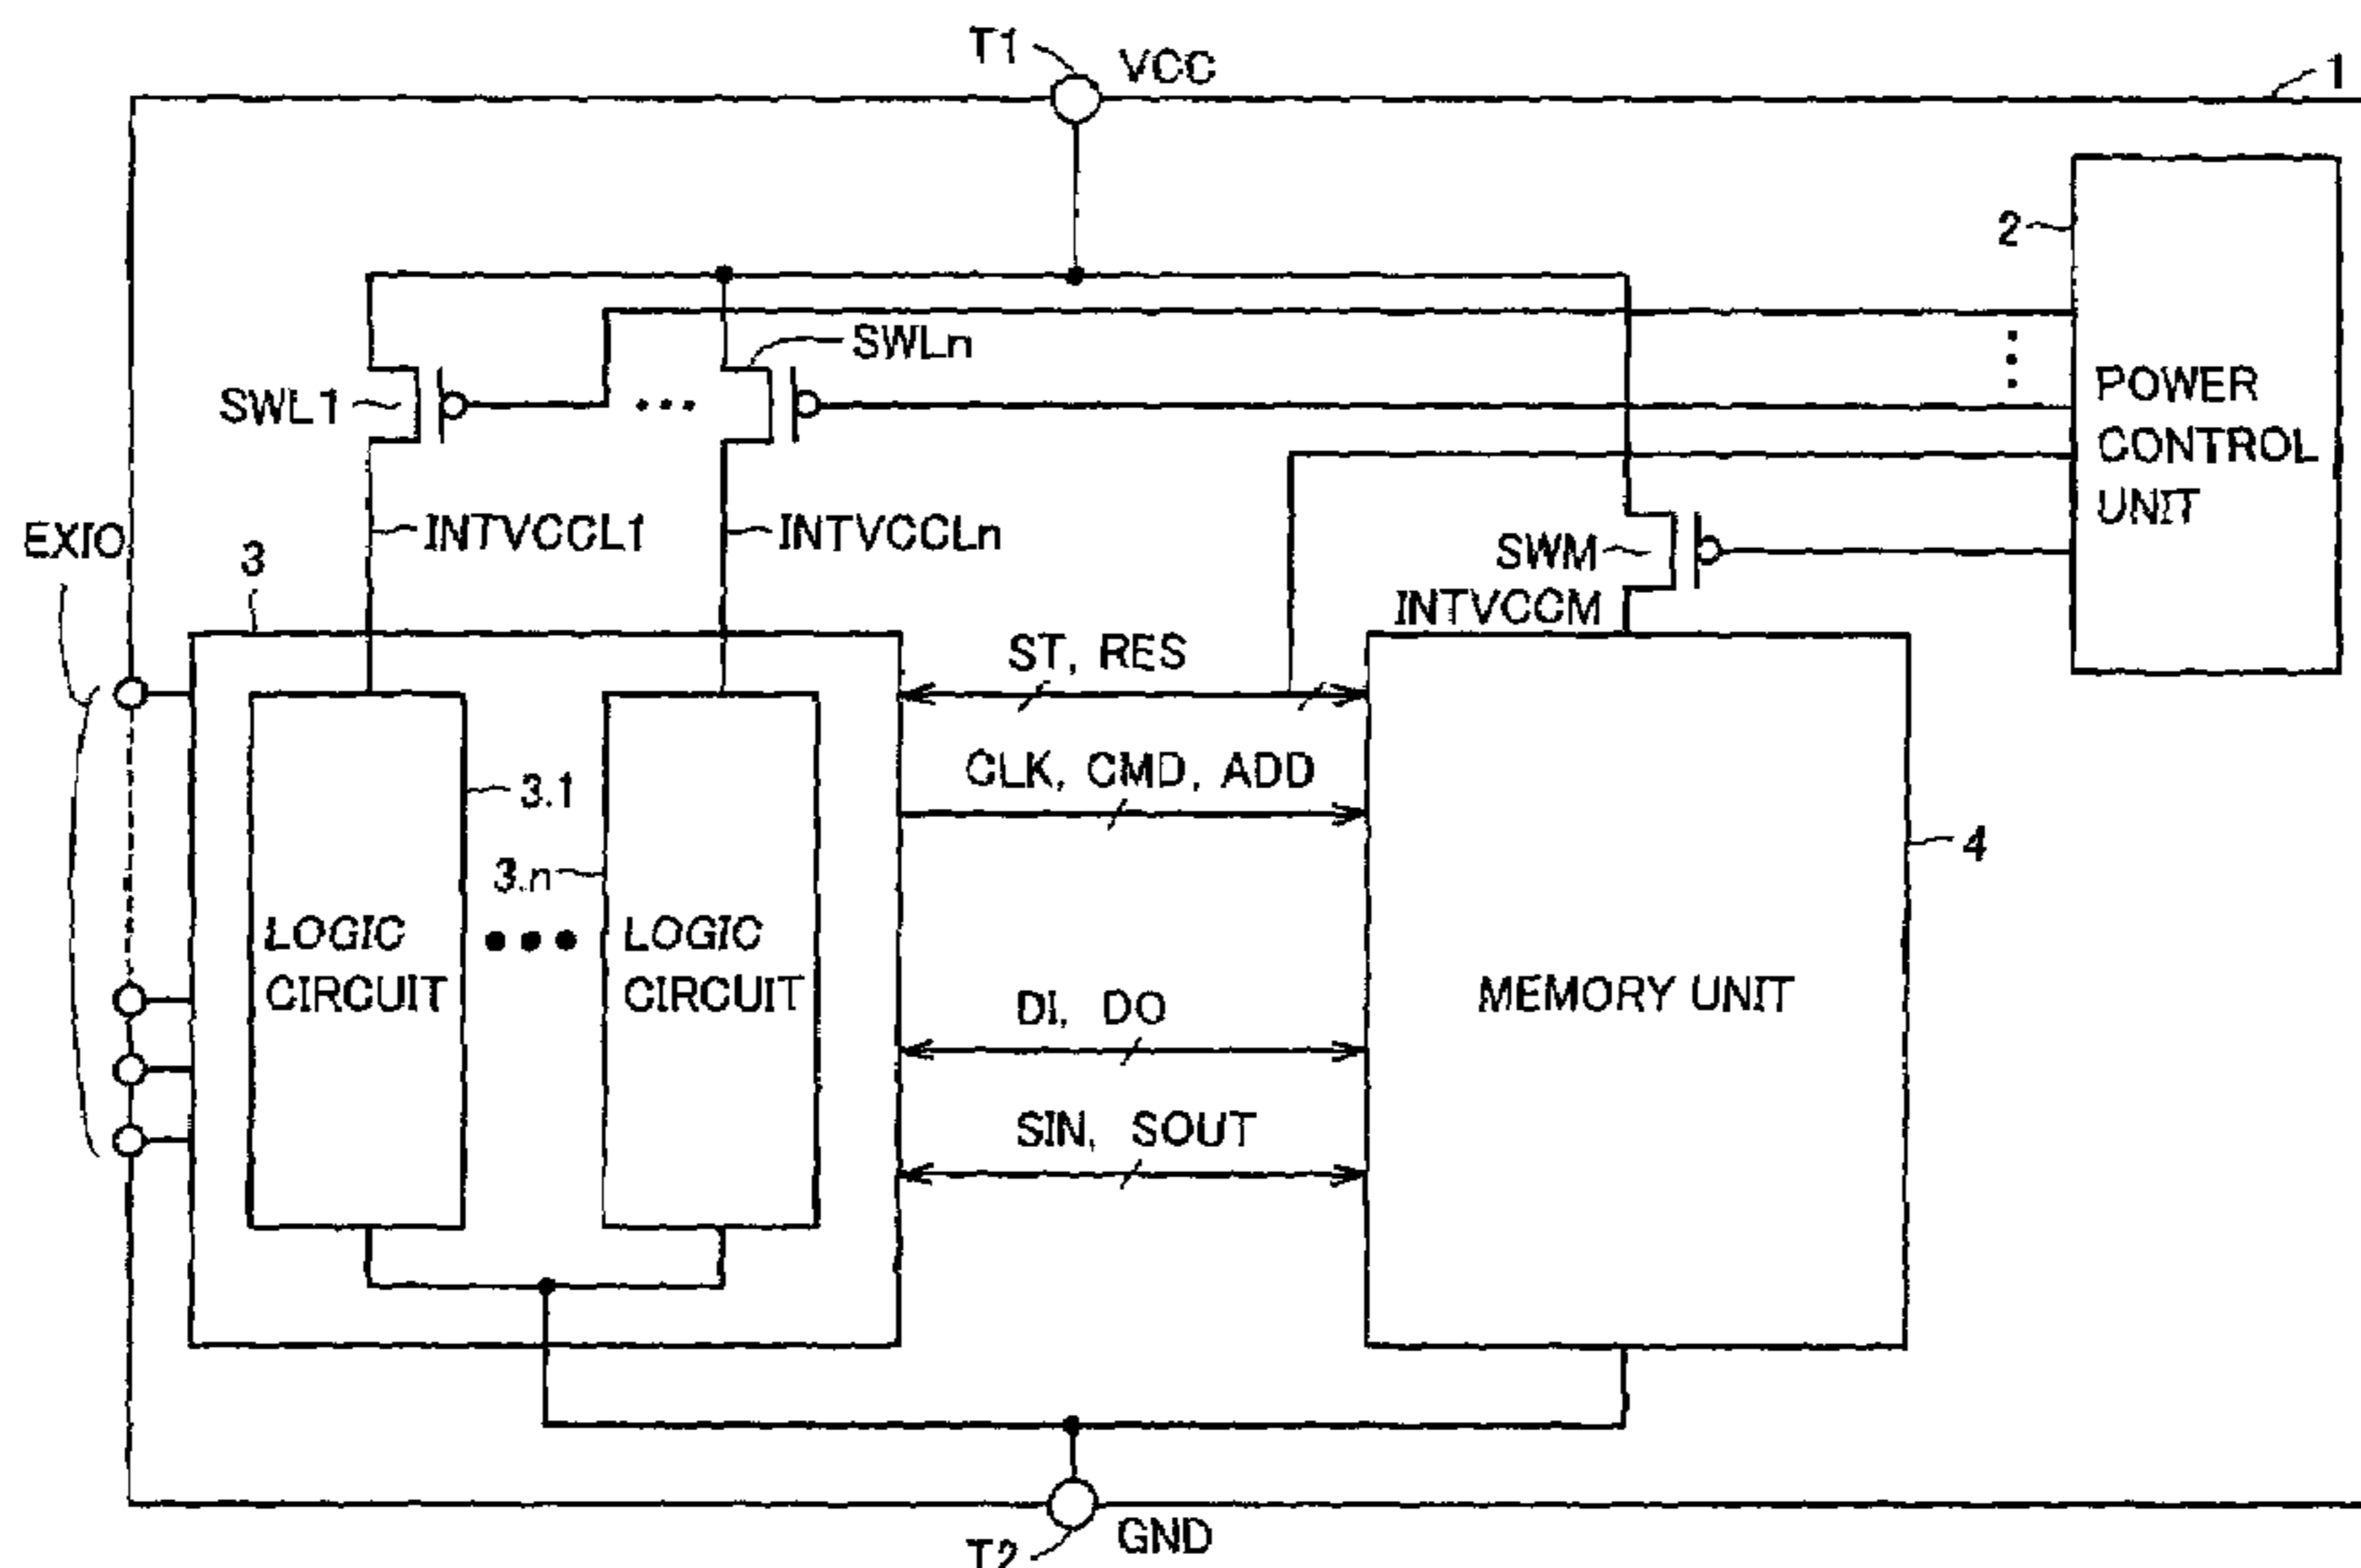 T1
VCC
1
2
SWLn
SWL1
POWER
CONTROL
UNIT
EXIO
INTVCCL1
INTVCCLn
SWM
INTVCCM
3
ST, RES
CLK, CMD, ADD
3.1
3.n
4
LOGIC
CIRCUIT
LOGIC
CIRCUIT
MEMORY UNIT
DI, DO
SIN, SOUT
GND
T2